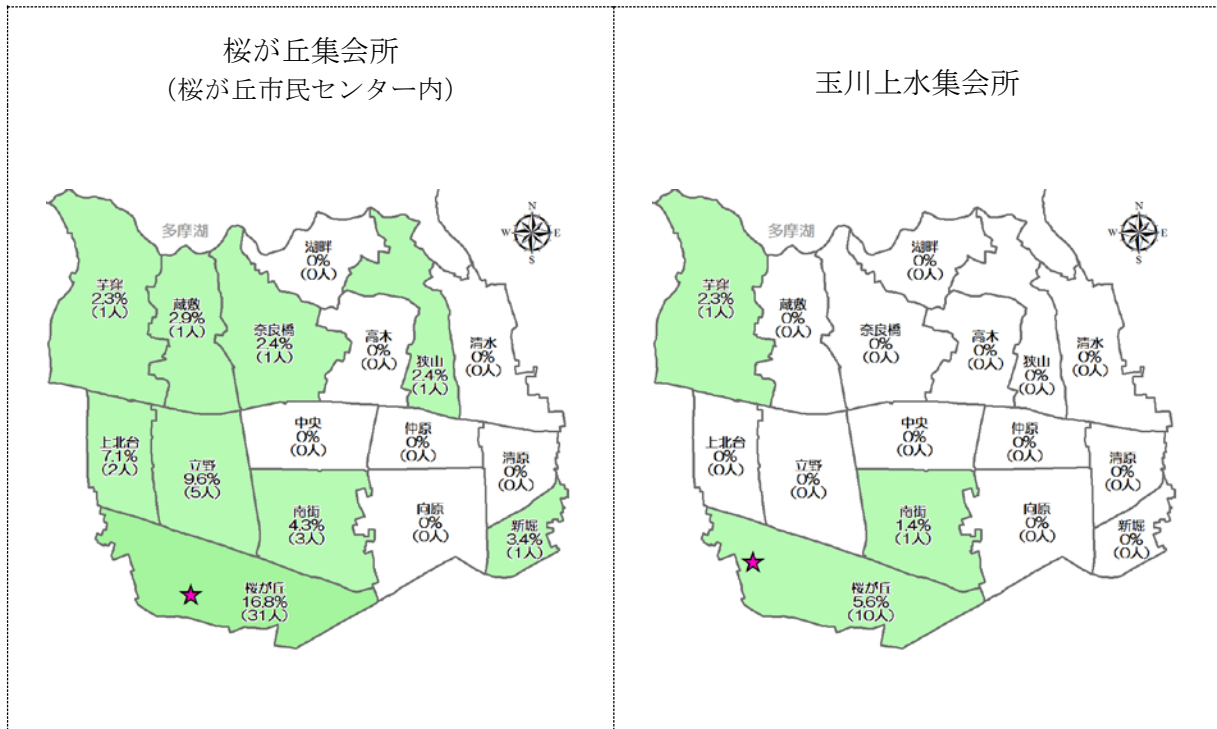 桜が丘集会所
(桜が丘市民センター内)
多摩湖
N
W
E
S
湖畔
0%
(0人)
芋窪
2.3%
(1人)
蔵敷
2.9%
(1人)
奈良橋
2.4%
(1人)
高木
0%
(0人)
狭山
2.4%
(1人)
清水
0%
(0人)
上北台
7.1%
(2人)
立野
9.6%
(5人)
中央
0%
(0人)
仲原
0%
(0人)
清原
0%
(0人)
南街
4.3%
(3人)
向原
0%
(0人)
新堀
3.4%
(1人)
桜が丘
16.8%
(31人)
玉川上水集会所
多摩湖
N
W
E
S
湖畔
0%
(0人)
芋窪
2.3%
(1人)
蔵敷
0%
(0人)
奈良橋
0%
(0人)
高木
0%
(0人)
狭山
0%
(0人)
清水
0%
(0人)
上北台
0%
(0人)
立野
0%
(0人)
中央
0%
(0人)
仲原
0%
(0人)
清原
0%
(0人)
南街
1.4%
(1人)
向原
0%
(0人)
新堀
0%
(0人)
桜が丘
5.6%
(10人)